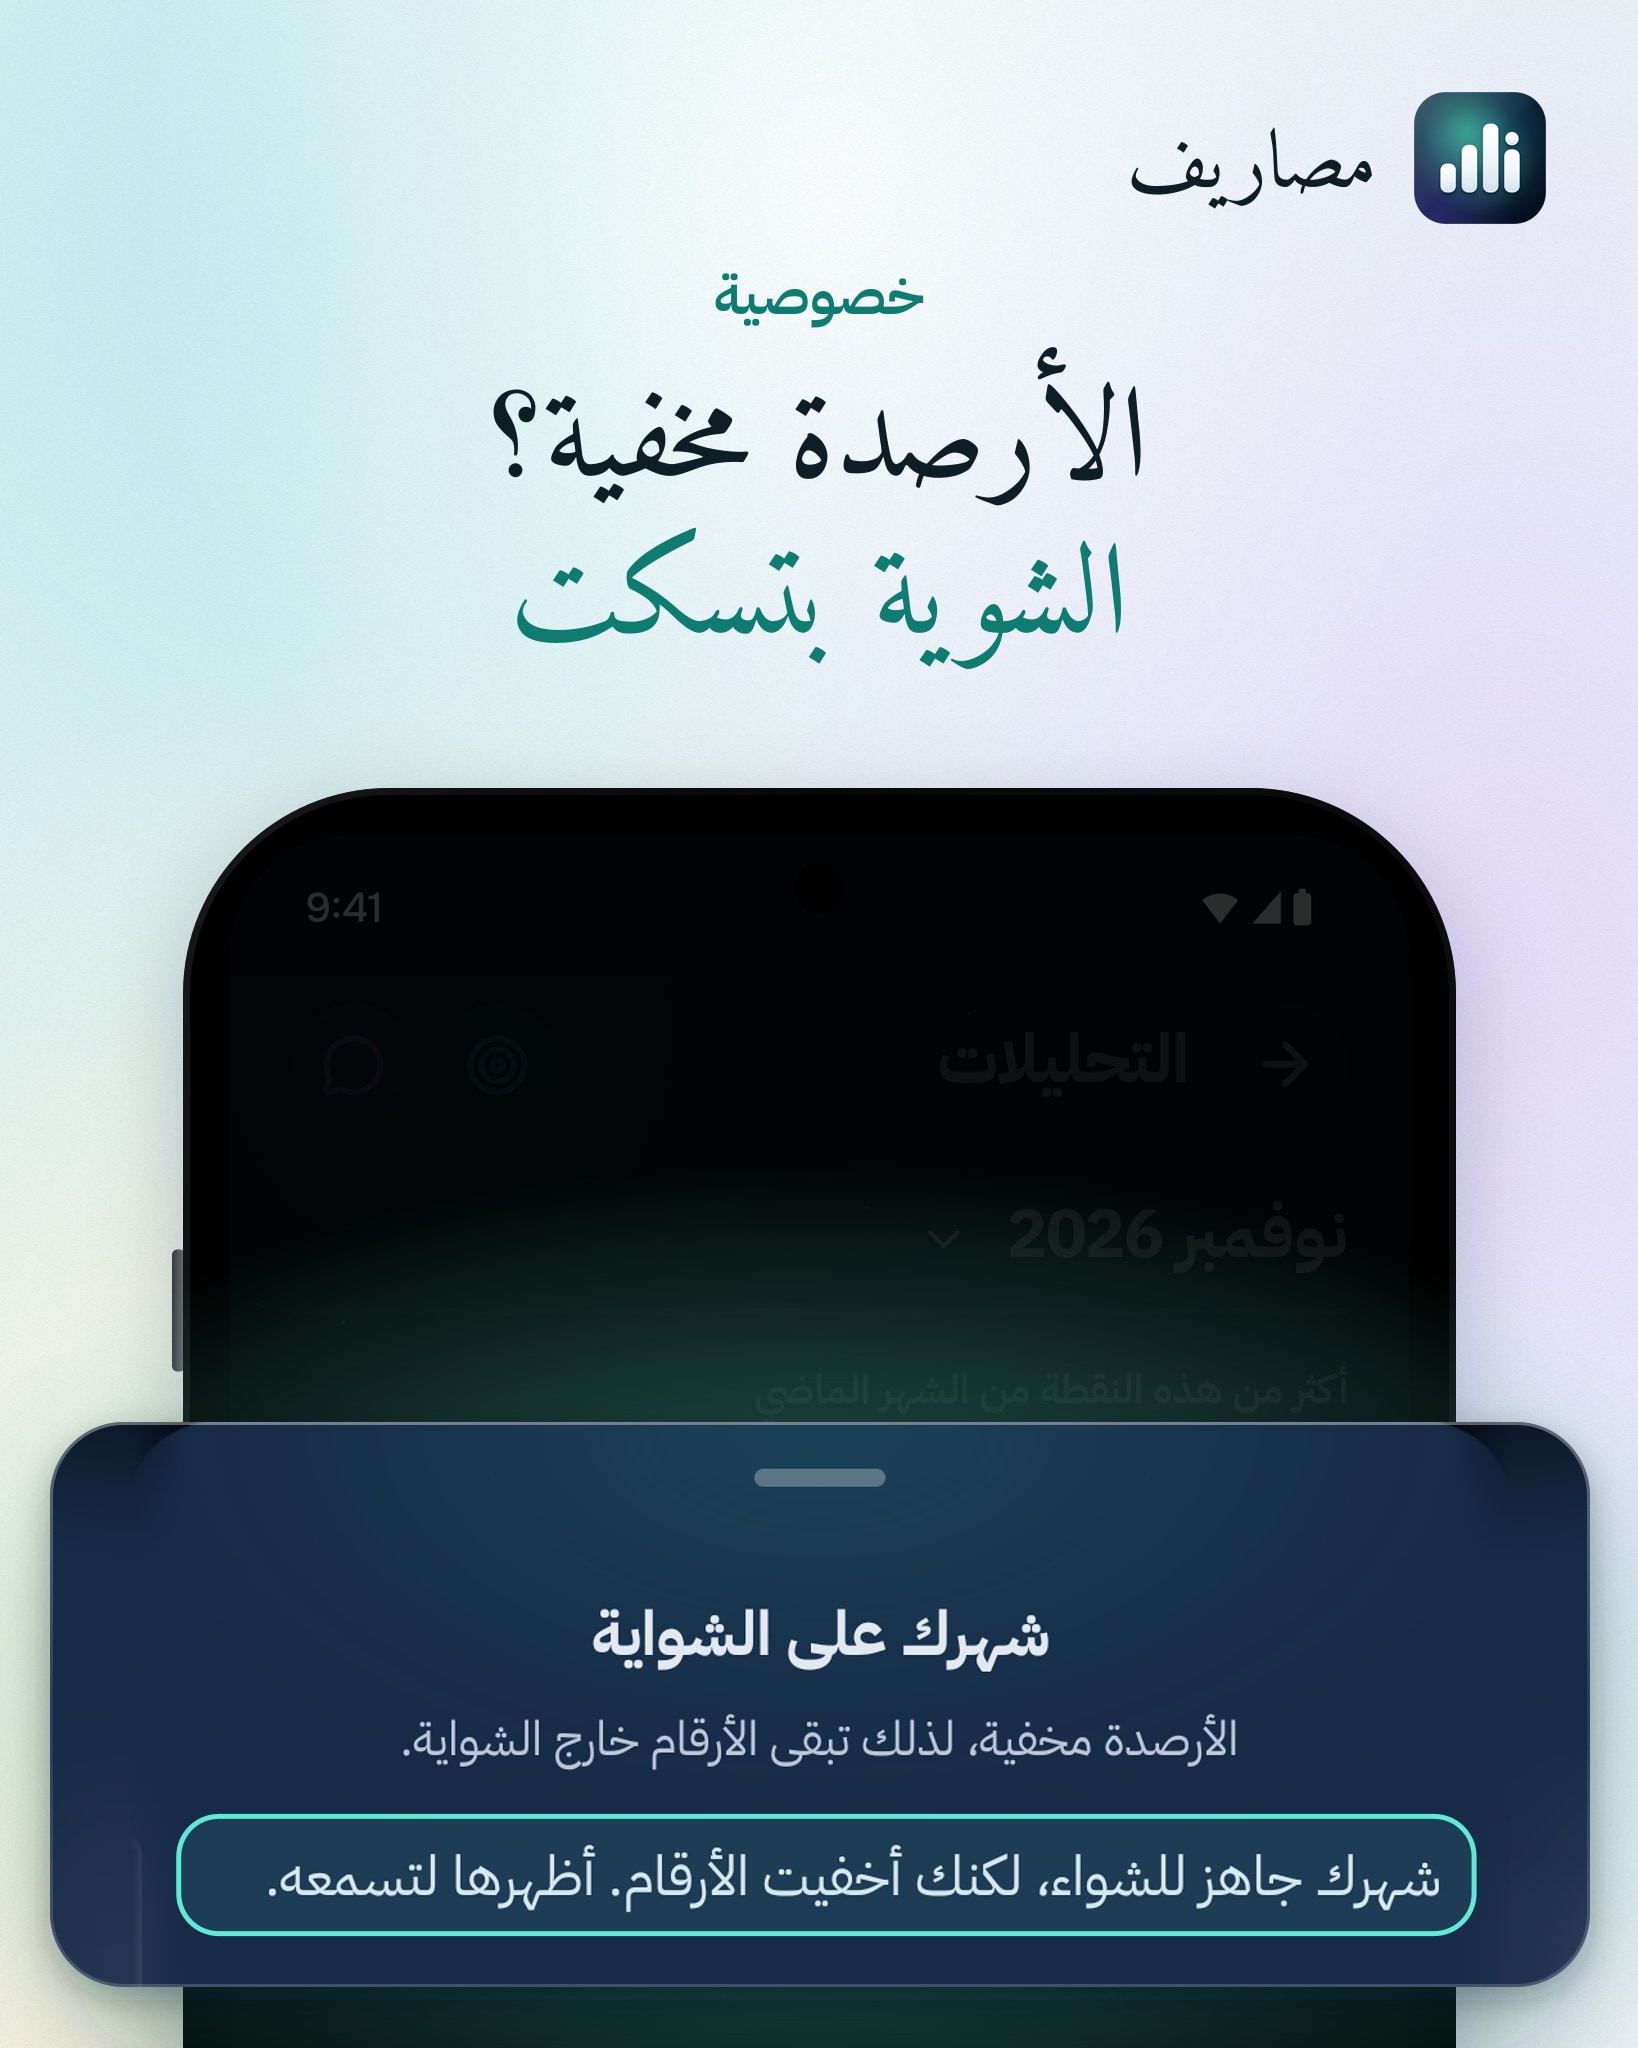 مصاريف
خصوصية
الأرصدة مخفية؟
الشوية بتسكت
9:41
التحليلات
نوفمبر 2026
أكثر من هذه النقطة من الشهر الماضي
شهرك على الشواية
الأرصدة مخفية، لذلك تبقى الأرقام خارج الشواية.
شهرك جاهز للشواء، لكنك أخفيت الأرقام. أظهرها لتسمعه.